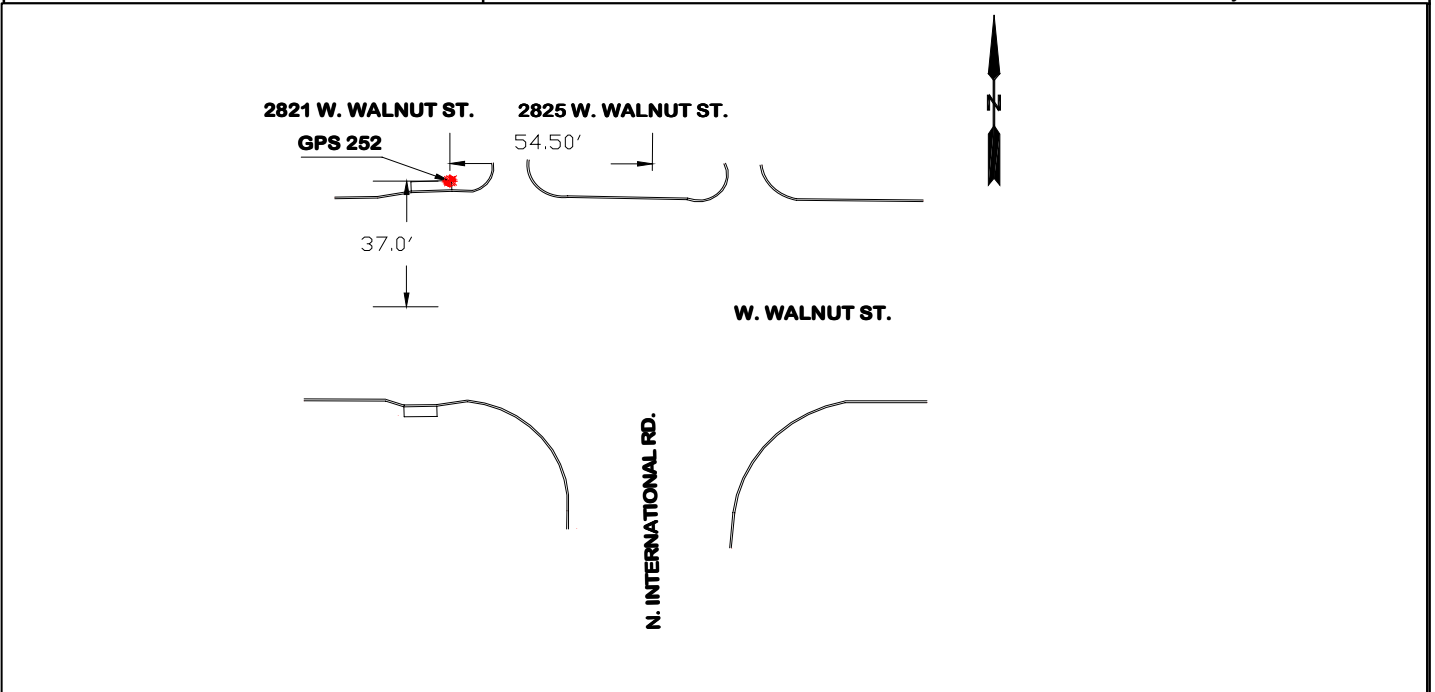 N
2821 W. WALNUT ST.
2825 W. WALNUT ST.
GPS 252
54.50'
37.0'
W. WALNUT ST.
N. INTERNATIONAL RD.